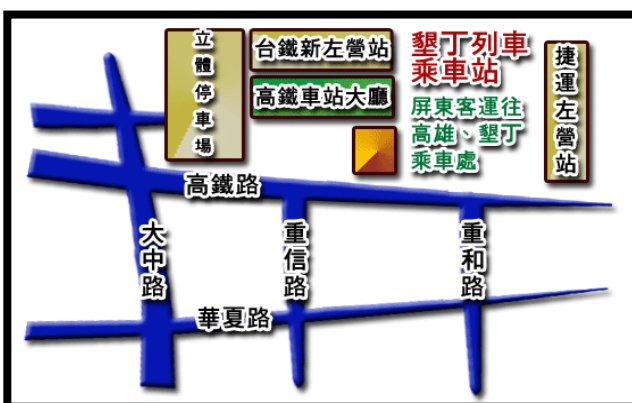 立體停車場
台鐵新左營站
高鐵車站大廳
墾丁列車
乘車站
屏東客運往
高雄、墾丁
乘車處
捷運左營站
高鐵路
大中路
重信路
重和路
華夏路